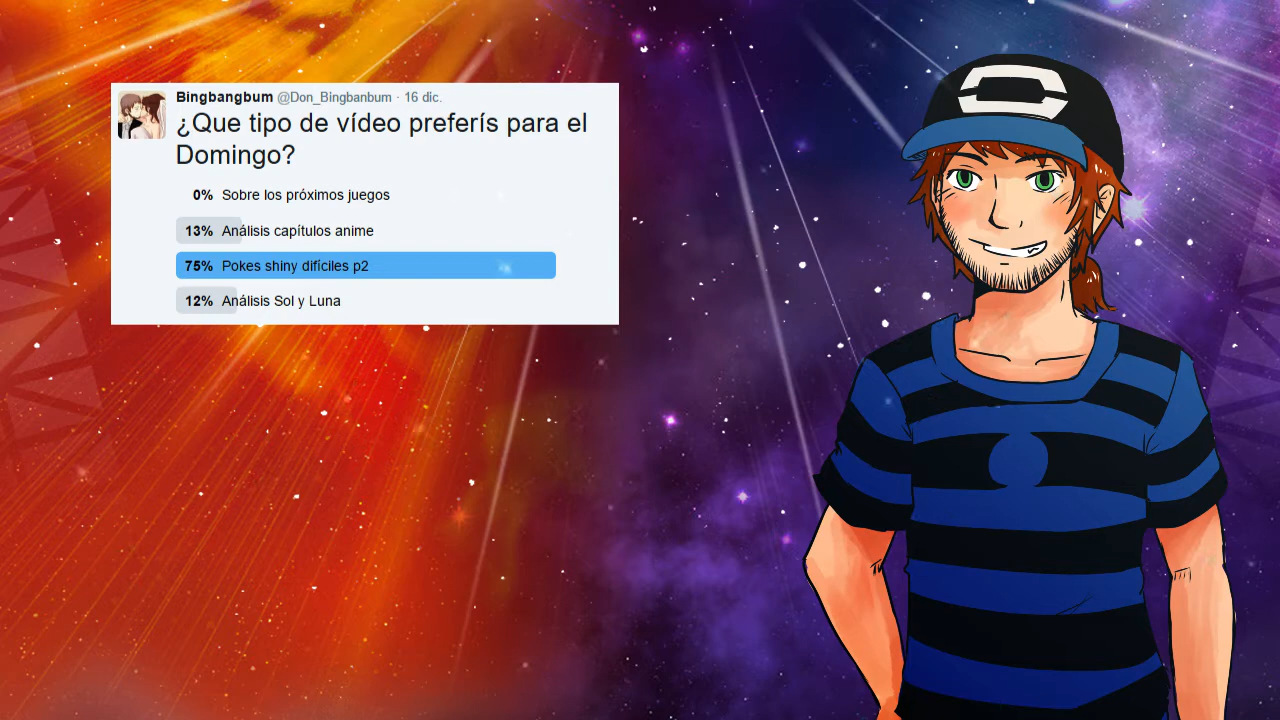 Bingbangbum @Don_Bingbanbum · 16 dic.
¿Que tipo de vídeo preferís para el
Domingo?
0% Sobre los próximos juegos
13% Análisis capítulos anime
75% Pokes shiny difíciles p2
12% Análisis Sol y Luna